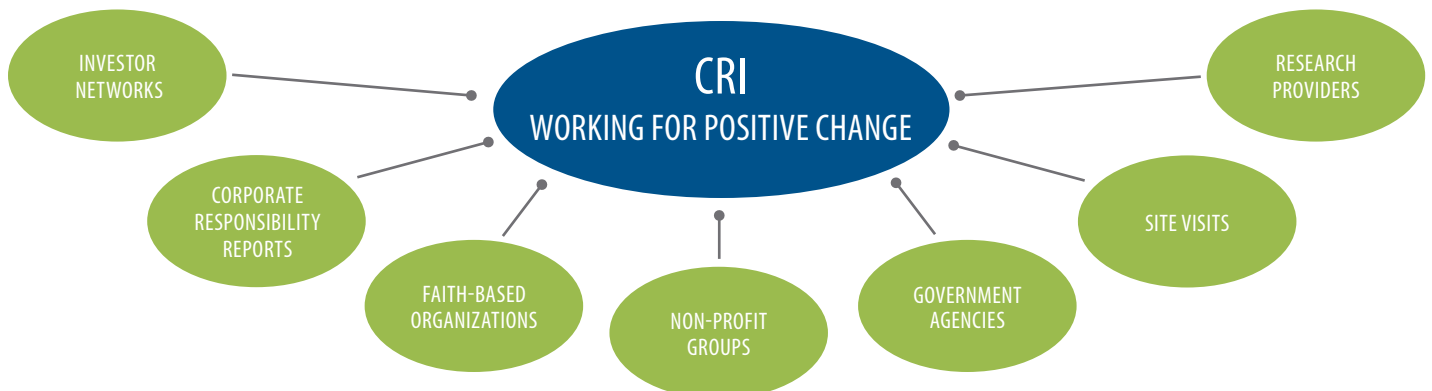 CRI
WORKING FOR POSITIVE CHANGE
INVESTOR
NETWORKS
CORPORATE
RESPONSIBILITY
REPORTS
FAITH-BASED
ORGANIZATIONS
NON-PROFIT
GROUPS
GOVERNMENT
AGENCIES
SITE VISITS
RESEARCH
PROVIDERS